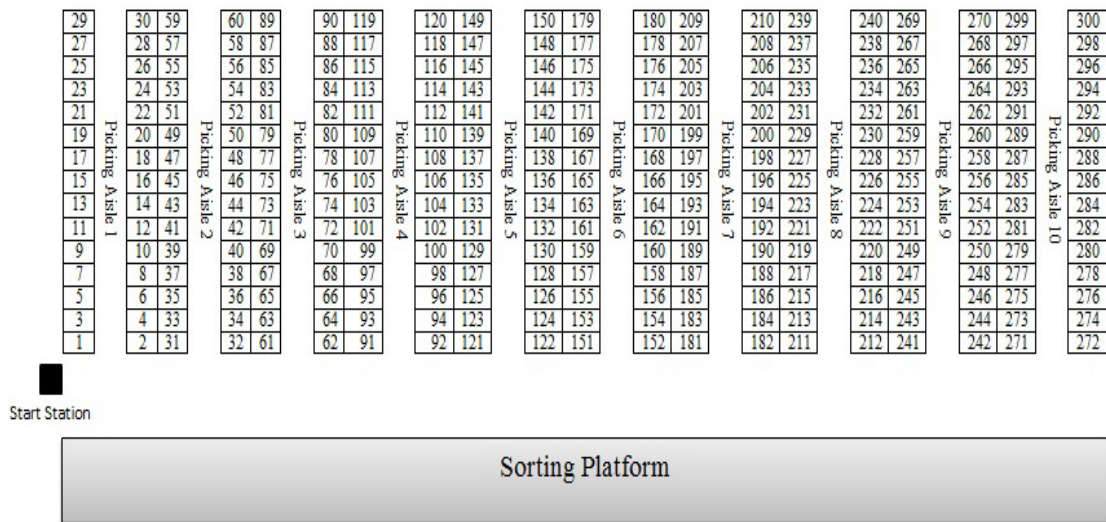 29 30 59 60 89 90 119 120 149 150 179 180 209 210 239 240 269 270 299 300
27 28 57 58 87 88 117 118 147 148 177 178 207 208 237 238 267 268 297 298
25 26 55 56 85 86 115 116 145 146 175 176 205 206 235 236 265 266 295 296
23 24 53 54 83 84 113 114 143 144 173 174 203 204 233 234 263 264 293 294
21 22 51 52 81 82 111 112 141 142 171 172 201 202 231 232 261 262 291 292
19 20 49 50 79 80 109 110 139 140 169 170 199 200 229 230 259 260 289 290
17 18 47 48 77 78 107 108 137 138 167 168 197 198 227 228 257 258 287 288
15 16 45 46 75 76 105 106 135 136 165 166 195 196 225 226 255 256 285 286
13 14 43 44 73 74 103 104 133 134 163 164 193 194 223 224 253 254 283 284
11 12 41 42 71 72 101 102 131 132 161 162 191 192 221 222 251 252 281 282
9 10 39 40 69 70 99 100 129 130 159 160 189 190 219 220 249 250 279 280
7 8 37 38 67 68 97 98 127 128 157 158 187 188 217 218 247 248 277 278
5 6 35 36 65 66 95 96 125 126 155 156 185 186 215 216 245 246 275 276
3 4 33 34 63 64 93 94 123 124 153 154 183 184 213 214 243 244 273 274
1 2 31 32 61 62 91 92 121 122 151 152 181 182 211 212 241 242 271 272
Picking Aisle 1
Picking Aisle 2
Picking Aisle 3
Picking Aisle 4
Picking Aisle 5
Picking Aisle 6
Picking Aisle 7
Picking Aisle 8
Picking Aisle 9
Picking Aisle 10
Start Station
Sorting Platform